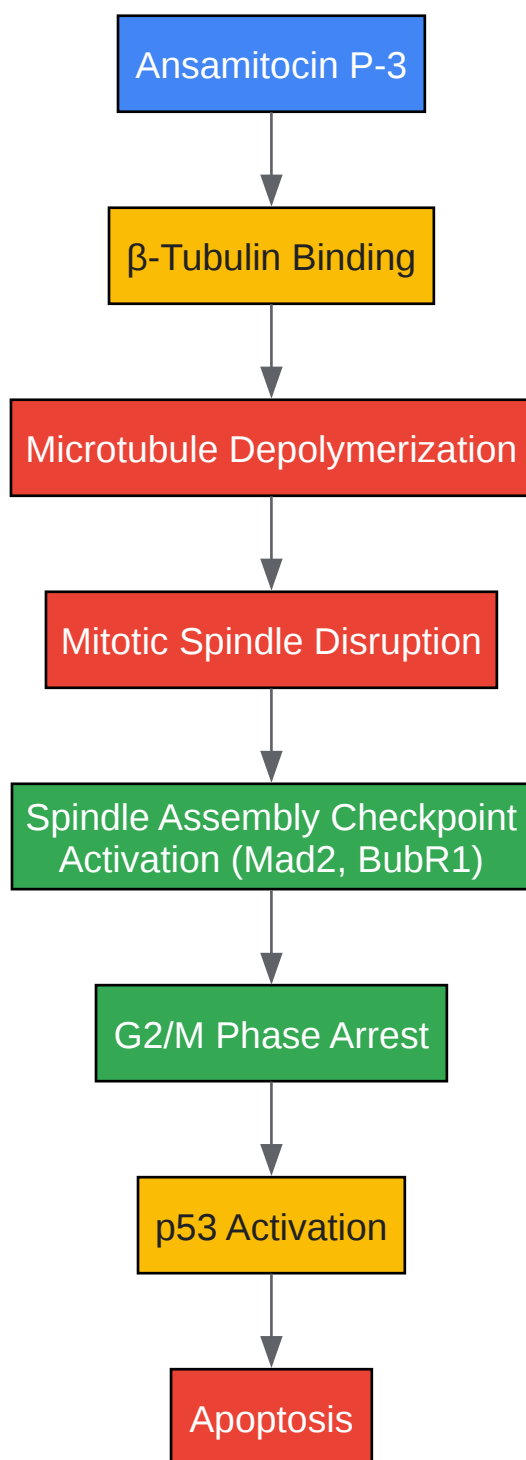 Ansamitocin P-3
β-Tubulin Binding
Microtubule Depolymerization
Mitotic Spindle Disruption
Spindle Assembly Checkpoint
Activation (Mad2, BubR1)
G2/M Phase Arrest
p53 Activation
Apoptosis